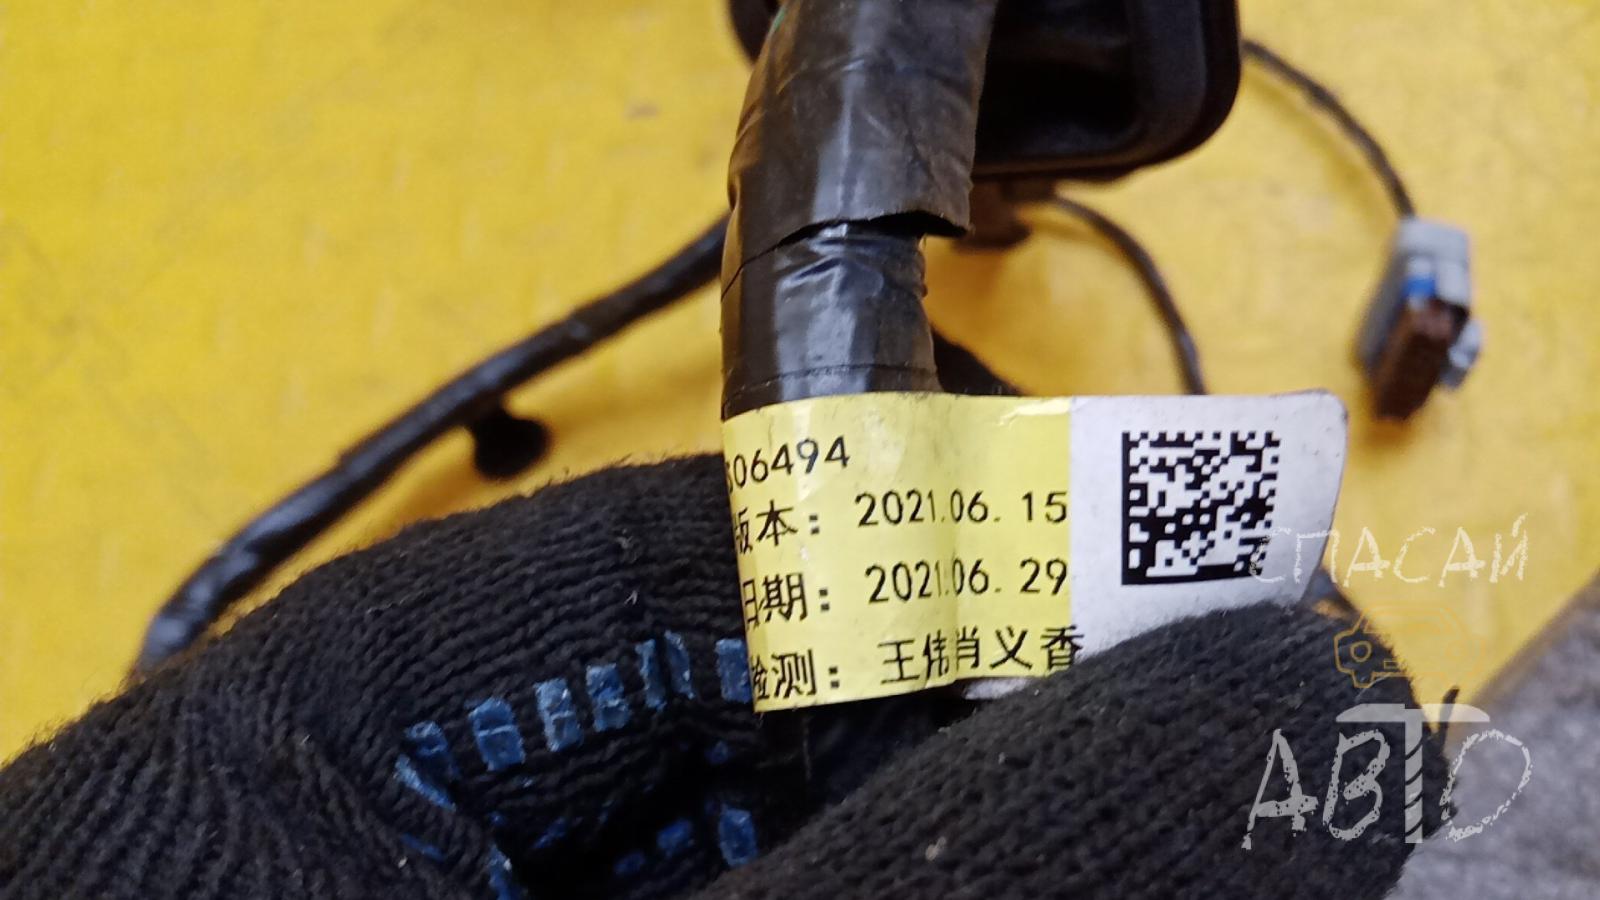 S06494
版本: 2021.06.15
日期: 2021.06.29
检测: 王伟肖义香
СПАСАЙ
АВТО